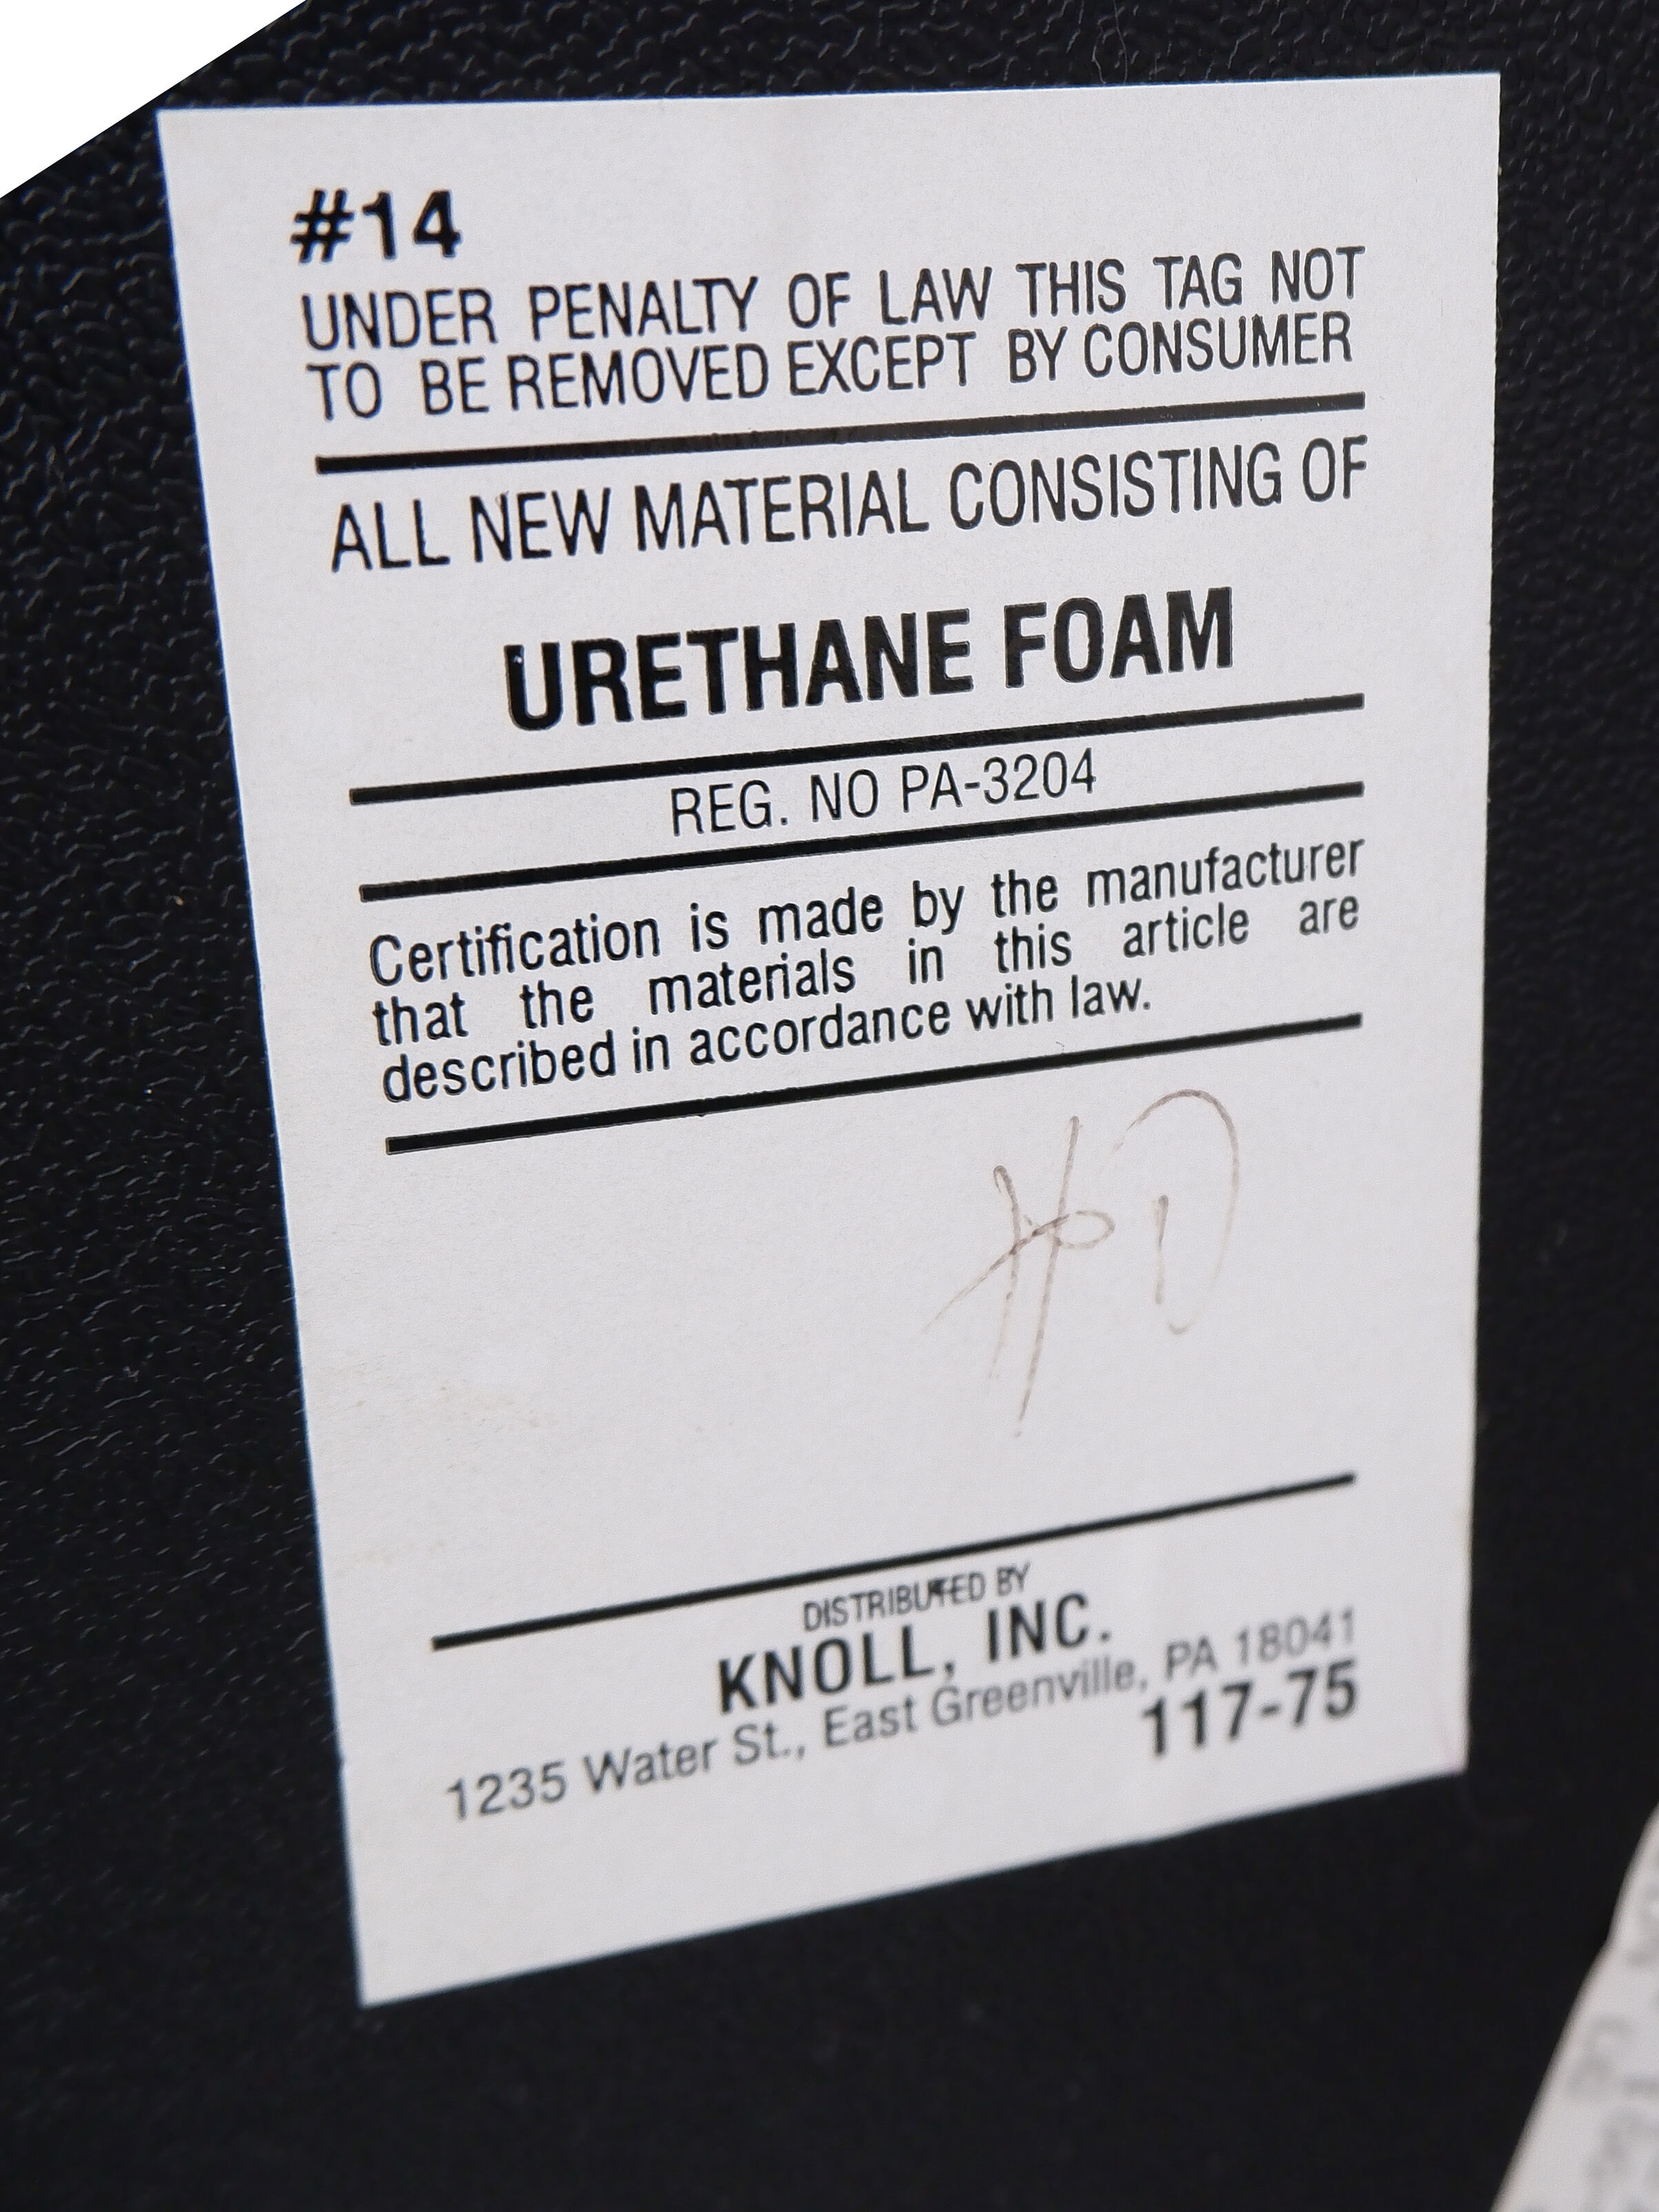 #14
UNDER PENALTY OF LAW THIS TAG NOT
TO BE REMOVED EXCEPT BY CONSUMER
ALL NEW MATERIAL CONSISTING OF
URETHANE FOAM
REG. NO PA-3204
Certification is made by the manufacturer
that the materials in this article are
described in accordance with law.
HD
DISTRIBUTED BY
KNOLL, INC.
1235 Water St., East Greenville, PA 18041
117-75